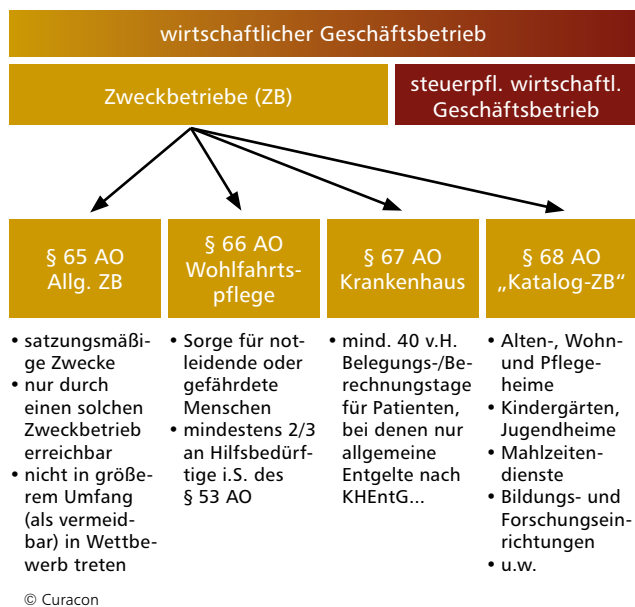 wirtschaftlicher Geschäftsbetrieb
Zweckbetriebe (ZB)
steuerpfl. wirtschaftl.
Geschäftsbetrieb
§ 65 AO
Allg. ZB
§ 66 AO
Wohlfahrts-
pflege
§ 67 AO
Krankenhaus
§ 68 AO
„Katalog-ZB“
• satzungsmäßi-
ge Zwecke
• nur durch
einen solchen
Zweckbetrieb
erreichbar
• nicht in größe-
rem Umfang
(als vermeid-
bar) in Wettbe-
werb treten
• Sorge für not-
leidende oder
gefährdete
Menschen
• mindestens 2/3
an Hilfsbedürf-
tige i.S. des
§ 53 AO
• mind. 40 v.H.
Belegungs-/Be-
rechnungstage
für Patienten,
bei denen nur
allgemeine
Entgelte nach
KHEntG...
• Alten-, Wohn-
und Pflege-
heime
• Kindergärten,
Jugendheime
• Mahlzeiten-
dienste
• Bildungs- und
Forschungsein-
richtungen
• u.w.
© Curacon